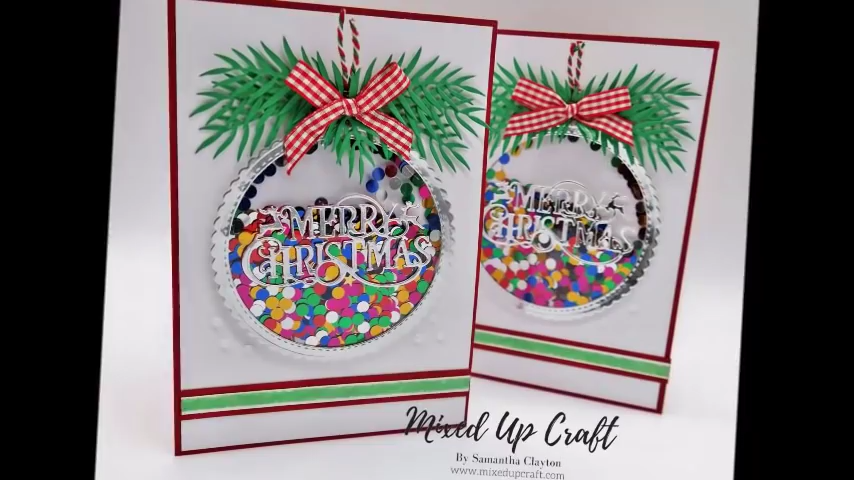 MERRY
CHRISTMAS
MERRY
CHRISTMAS
Mixed Up Craft
By Samantha Clayton
www.mixedupcraft.com